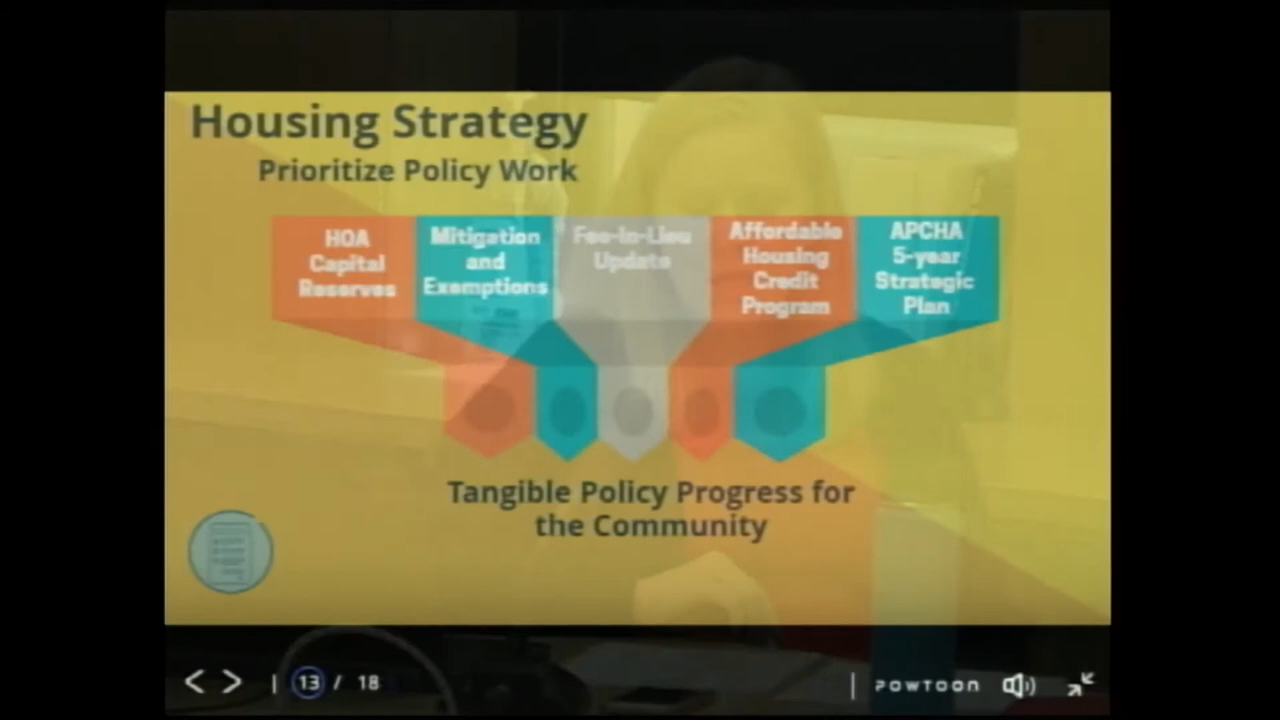 Housing Strategy
Prioritize Policy Work
HOA
Capital
Reserves
Mitigation
and
Exemptions
Fee-In-Lieu
Update
Affordable
Housing
Credit
Program
APCHA
5-year
Strategic
Plan
Tangible Policy Progress for
the Community
< > | 13 / 18
| POWTOON